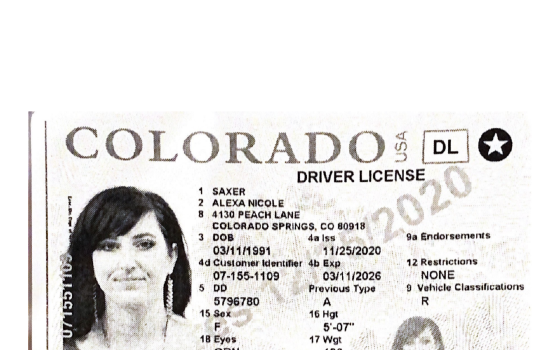 COLORADO USA DL
DRIVER LICENSE
1 SAXER
2 ALEXA NICOLE
8 4130 PEACH LANE
COLORADO SPRINGS, CO 80918
3 DOB 4a Iss 9a Endorsements
03/11/1991 11/25/2020
4d Customer Identifier 4b Exp 12 Restrictions
07-155-1109 03/11/2026 NONE
5 DD Previous Type 9 Vehicle Classifications
5796780 A R
15 Sex 16 Hgt
F 5'-07"
18 Eyes 17 Wgt
071551109